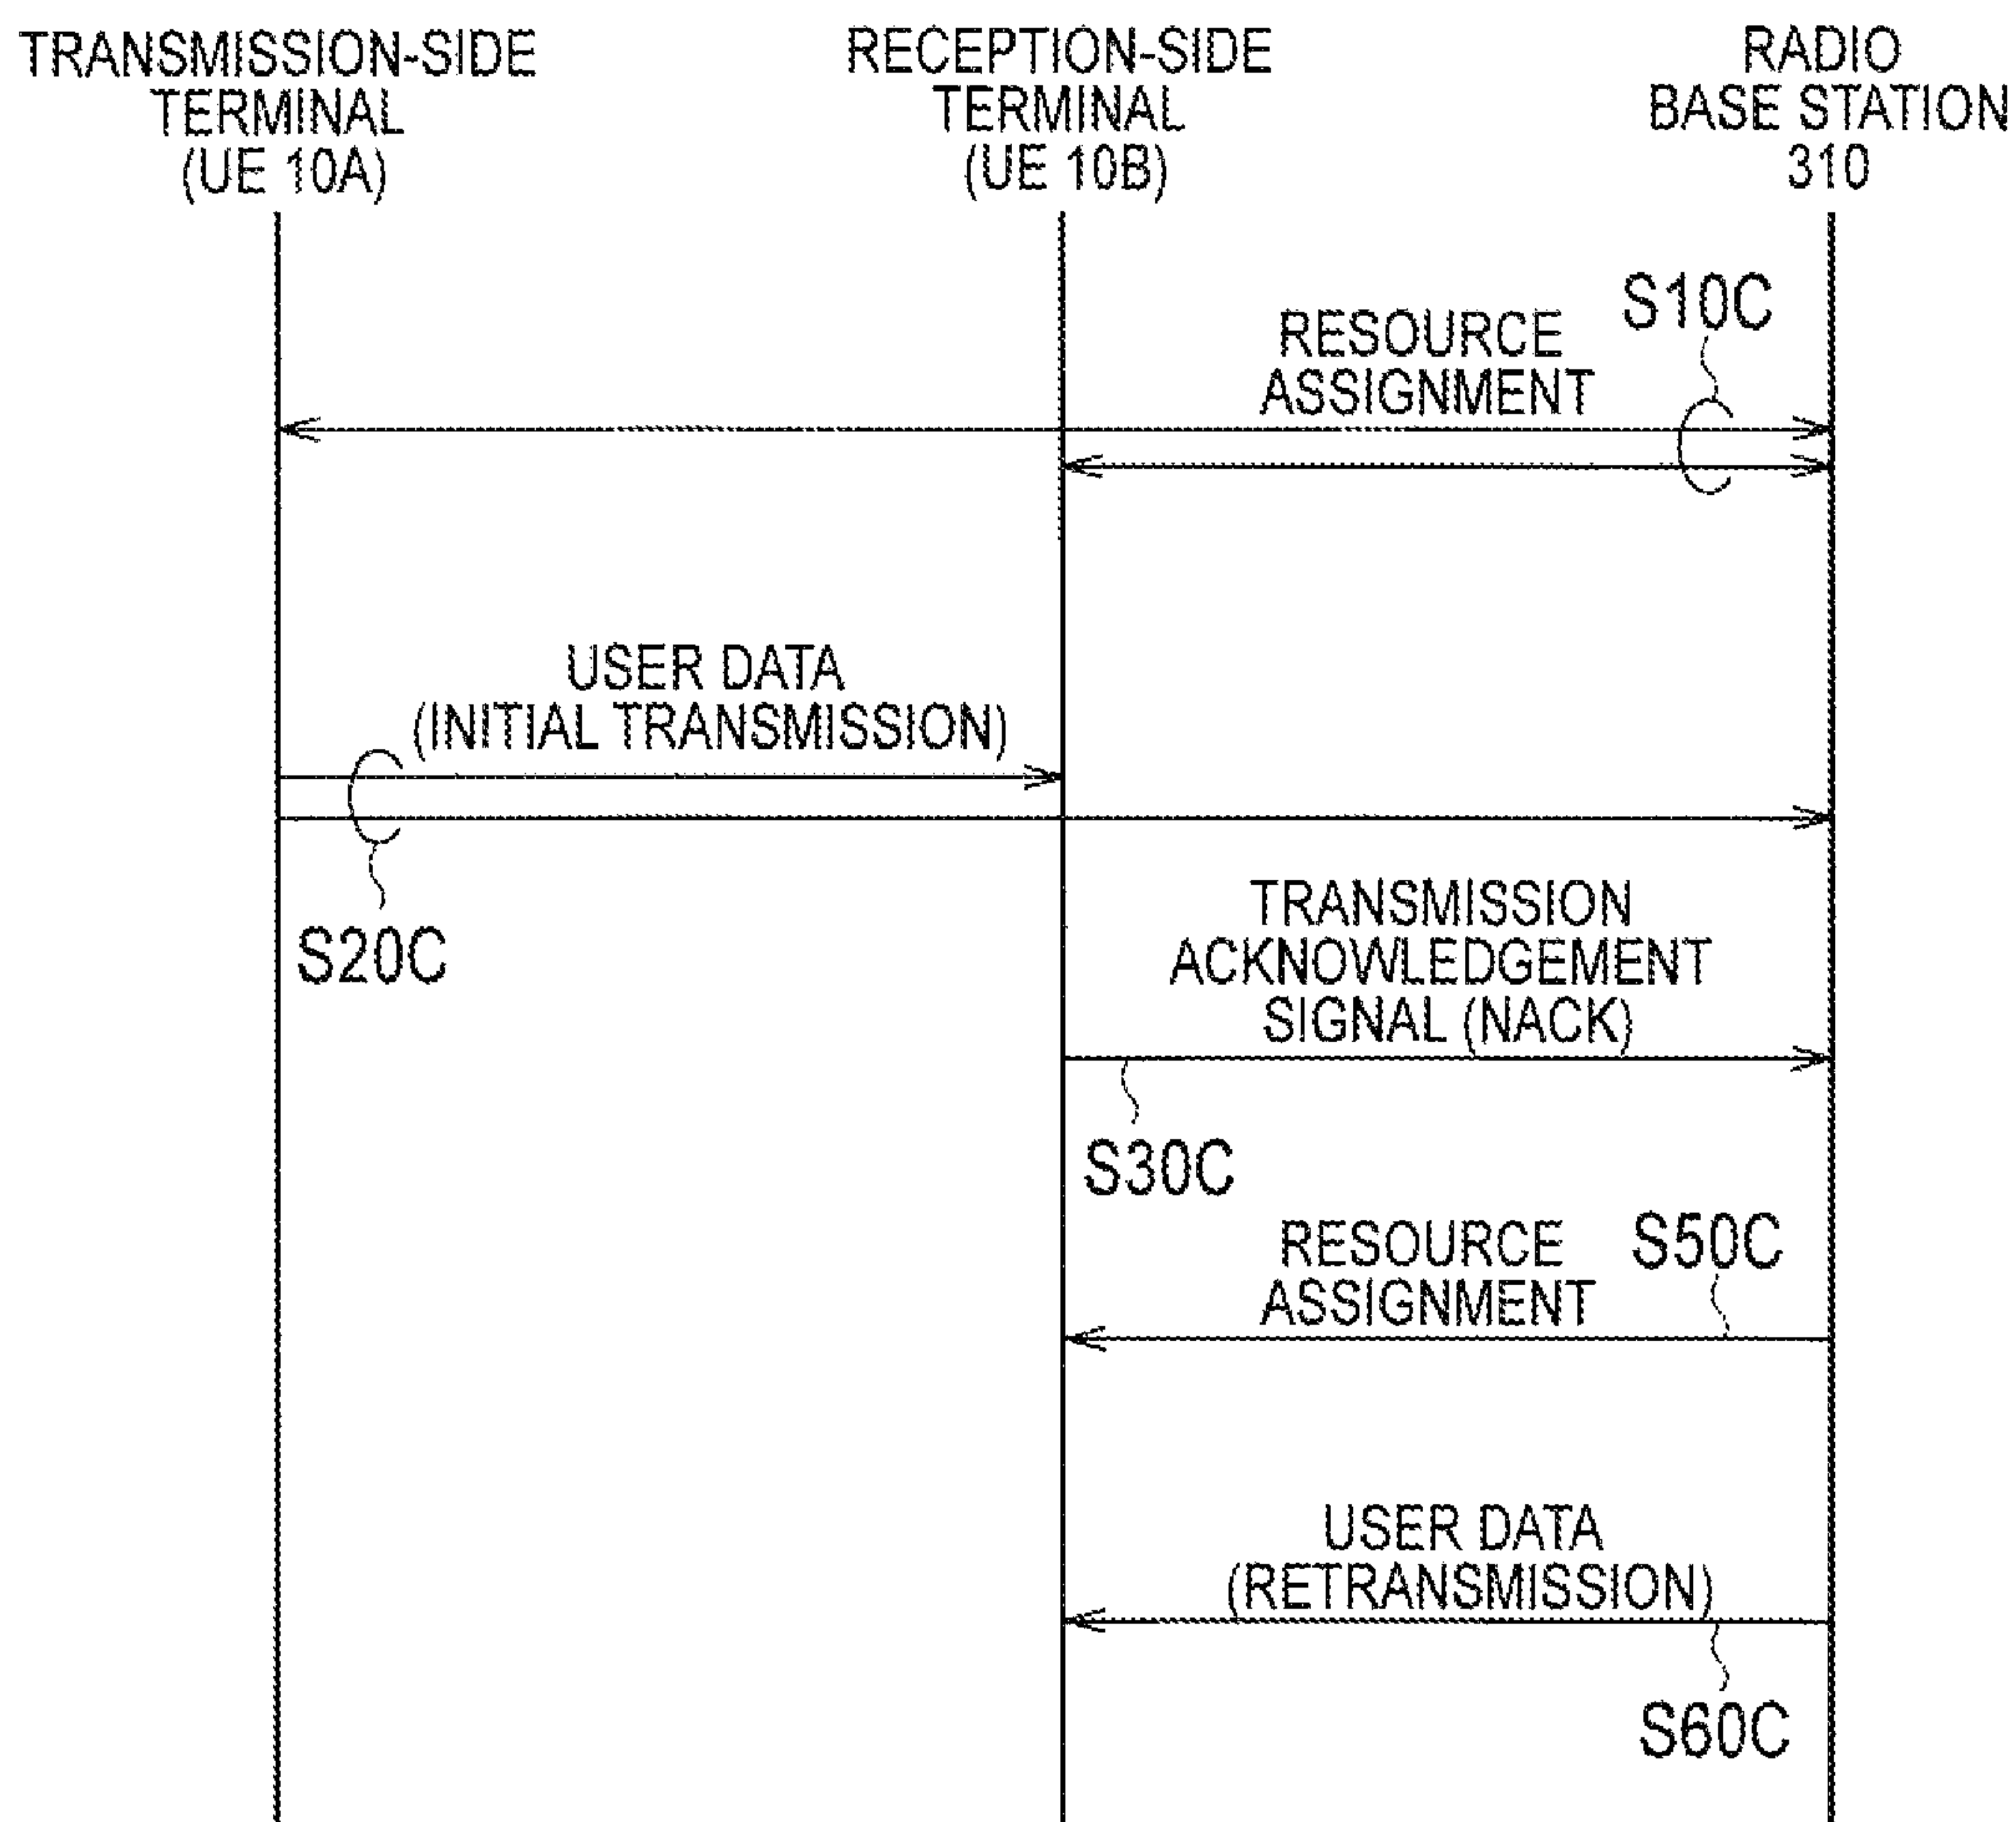 TRANSMISSION-SIDE
TERMINAL
(UE 10A)
RECEPTION-SIDE
TERMINAL
(UE 10B)
RADIO
BASE STATION
310
S10C
RESOURCE
ASSIGNMENT
USER DATA
(INITIAL TRANSMISSION)
S20C
TRANSMISSION
ACKNOWLEDGEMENT
SIGNAL (NACK)
S30C
RESOURCE
ASSIGNMENT
S50C
USER DATA
(RETRANSMISSION)
S60C